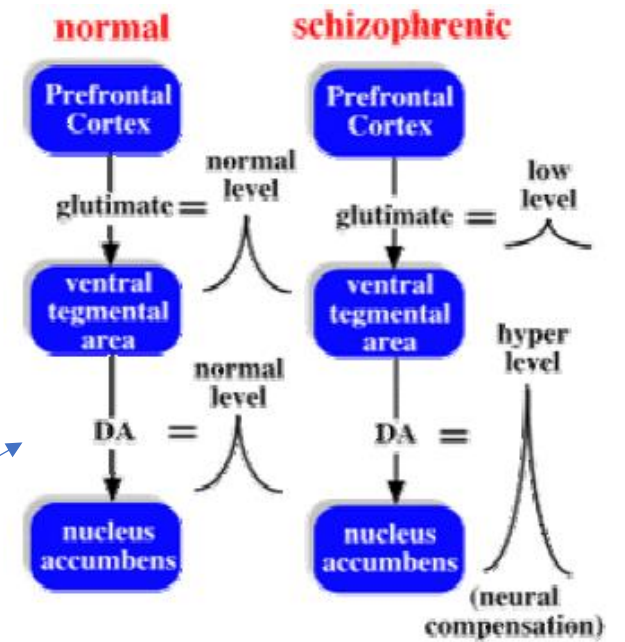 normal
Prefrontal
Cortex
glutimate =
normal
level
ventral
tegmental
area
DA =
normal
level
nucleus
accumbens
schizophrenic
Prefrontal
Cortex
glutimate =
low
level
ventral
tegmental
area
DA =
hyper
level
nucleus
accumbens
(neural
compensation)